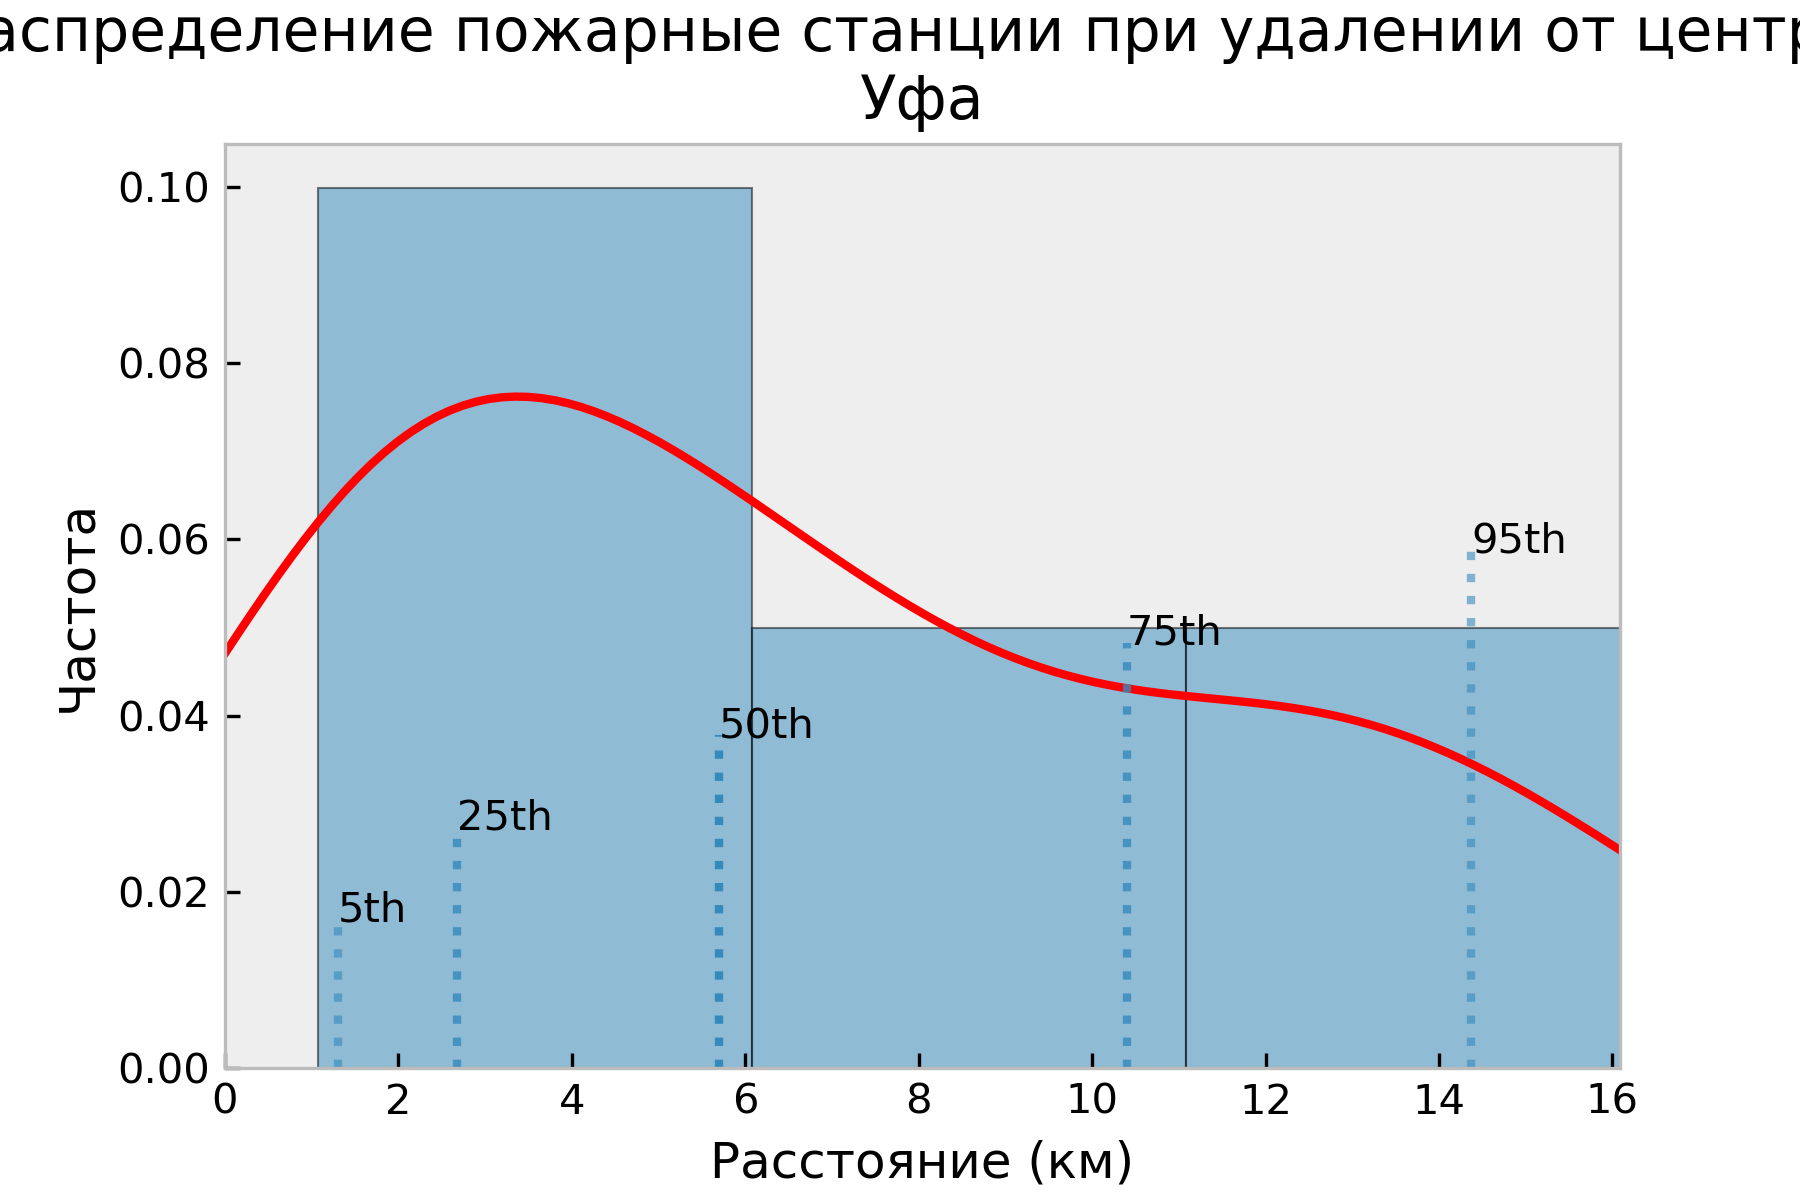 аспределение пожарные станции при удалении от центр
Уфа
0.10
0.08
0.06
0.04
0.02
0.00
Частота
5th
25th
50th
75th
95th
0 2 4 6 8 10 12 14 16
Расстояние (км)